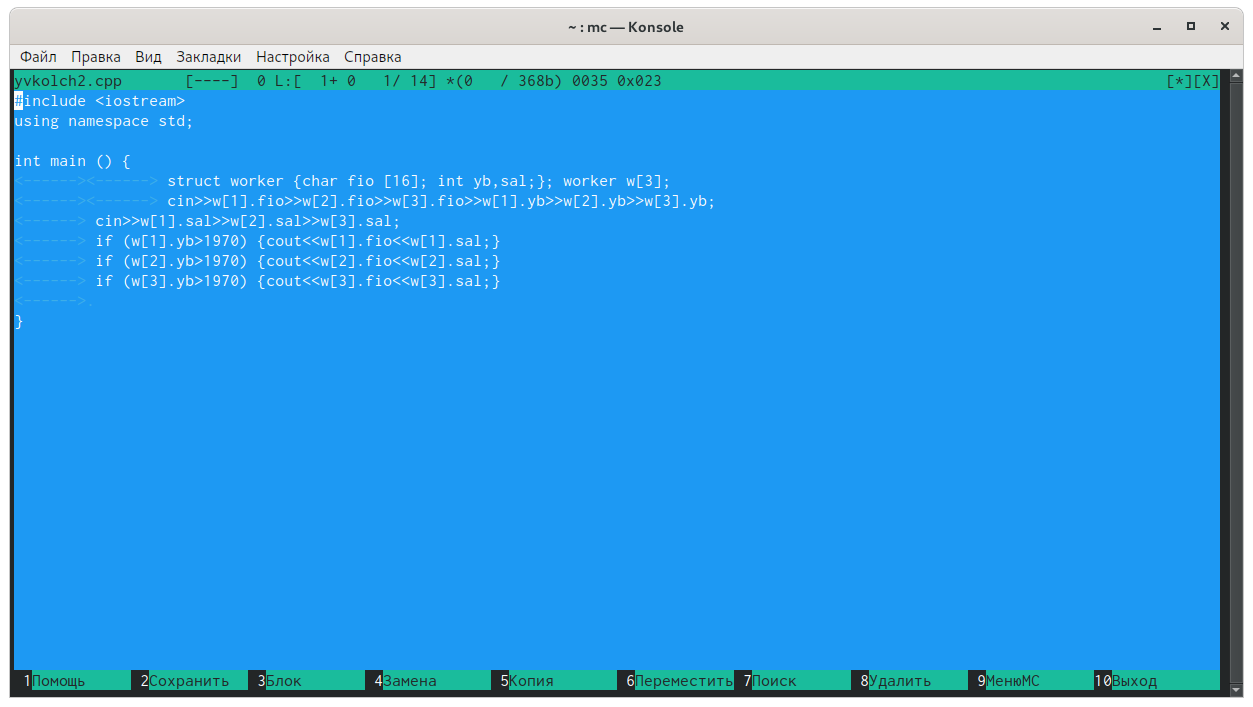 ~ : mc — Konsole
Файл Правка Вид Закладки Настройка Справка
yvkolch2.cpp [----] 0 L:[ 1+ 0 1/ 14] *(0 / 368b) 0035 0x023 [*][X]
#include <iostream>
using namespace std;
int main () {
<------><------> struct worker {char fio [16]; int yb,sal;}; worker w[3];
<------><------> cin>>w[1].fio>>w[2].fio>>w[3].fio>>w[1].yb>>w[2].yb>>w[3].yb;
<------> cin>>w[1].sal>>w[2].sal>>w[3].sal;
<------> if (w[1].yb>1970) {cout<<w[1].fio<<w[1].sal;}
<------> if (w[2].yb>1970) {cout<<w[2].fio<<w[2].sal;}
<------> if (w[3].yb>1970) {cout<<w[3].fio<<w[3].sal;}
<------>.
}
1Помощь 2Сохранить 3Блок 4Замена 5Копия 6Переместить 7Поиск 8Удалить 9МенюМС 10Выход